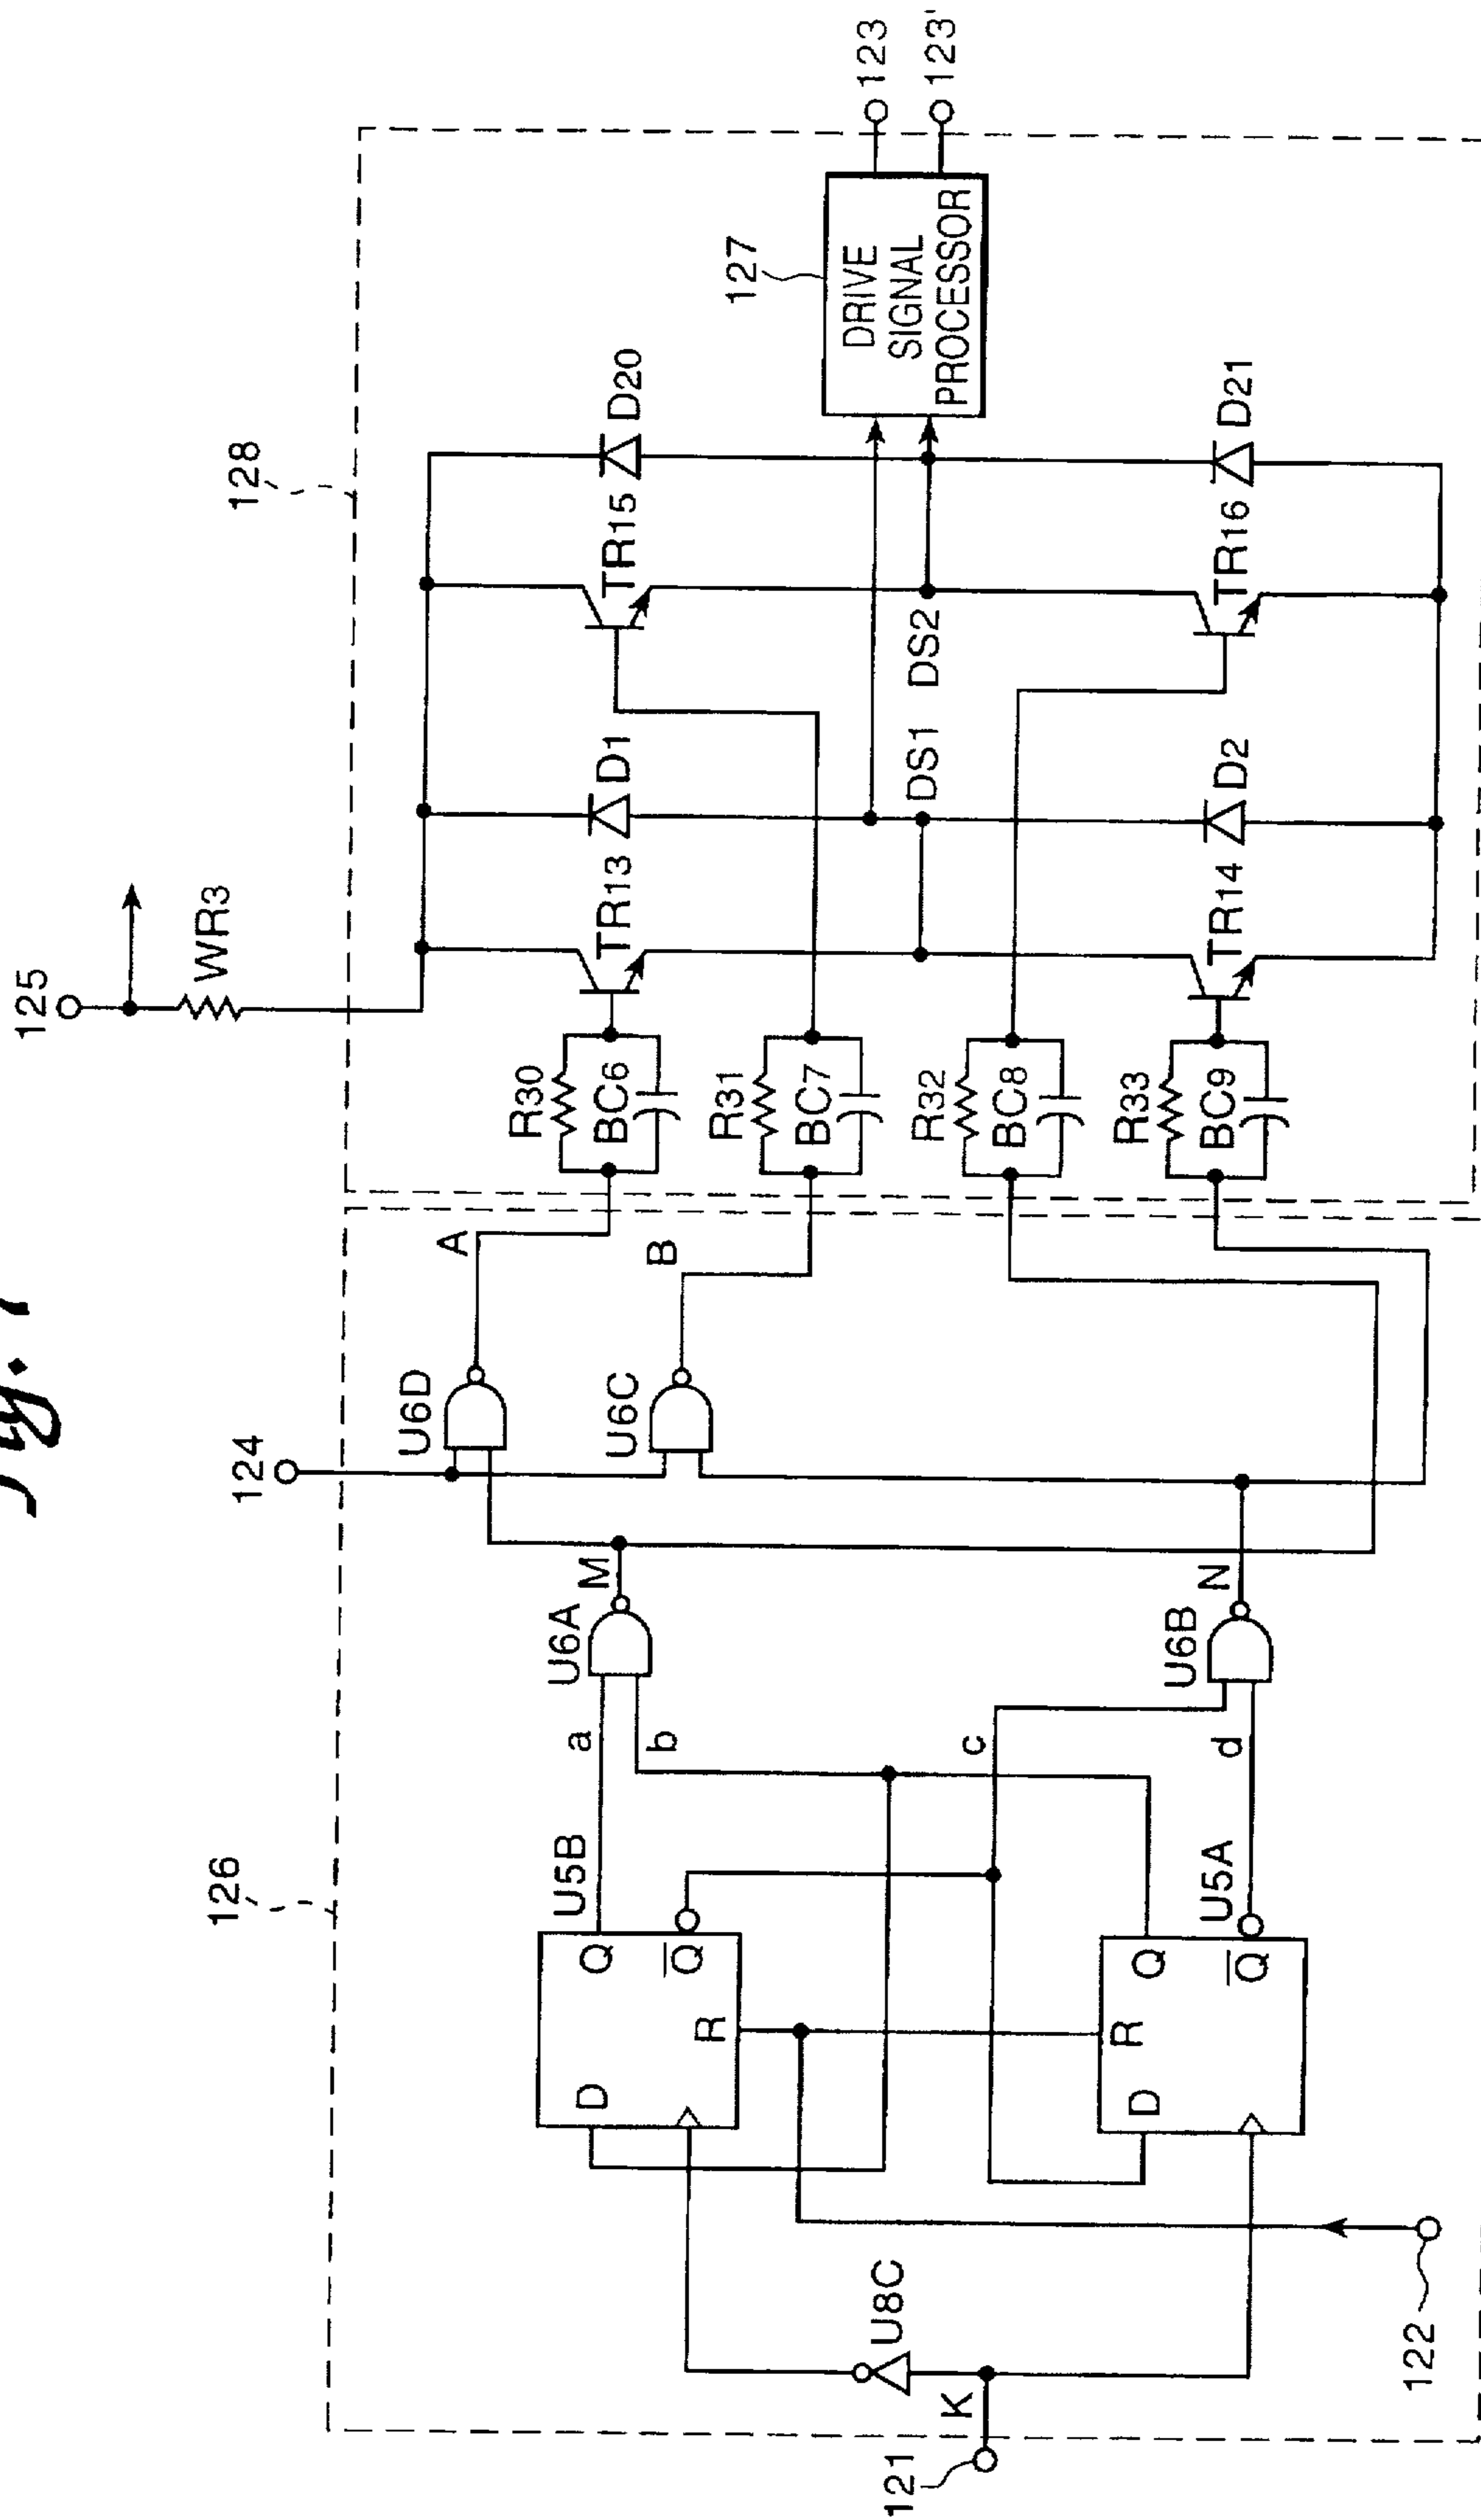 Fig. 7
125
WR3
124
126
128
U6D
A
R30
BC6
TR13
D1
TR15
D20
U5B
a
U6A
M
U6C
B
R31
BC7
127
DRIVE
SIGNAL
PROCESSOR
123
123'
D
Q
Q
R
b
U8C
K
121
c
R32
BC8
DS1
DS2
R
D
Q
Q
U5A
d
U6B
N
R33
BC9
TR14
D2
TR16
D21
122